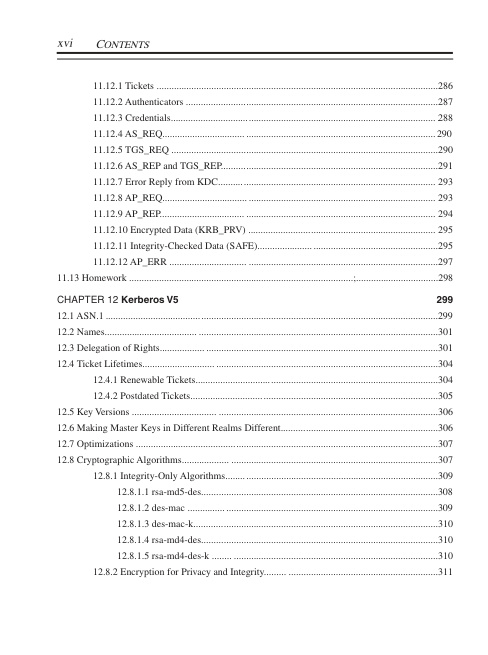 xvi CONTENTS
11.12.1 Tickets ........................................................................................................286
11.12.2 Authenticators ..............................................................................................287
11.12.3 Credentials.................................................................................................. 288
11.12.4 AS_REQ..................................................................................................... 290
11.12.5 TGS_REQ ...................................................................................................290
11.12.6 AS_REP and TGS_REP................................................................................291
11.12.7 Error Reply from KDC................................................................................ 293
11.12.8 AP_REQ..................................................................................................... 293
11.12.9 AP_REP...................................................................................................... 294
11.12.10 Encrypted Data (KRB_PRV) ..................................................................... 295
11.12.11 Integrity-Checked Data (SAFE)..................................................................295
11.12.12 AP_ERR ....................................................................................................297
11.13 Homework ..................................................................................:...............................298
CHAPTER 12 Kerberos V5 299
12.1 ASN.1 .........................................................................................................................299
12.2 Names..........................................................................................................................301
12.3 Delegation of Rights.....................................................................................................301
12.4 Ticket Lifetimes............................................................................................................304
12.4.1 Renewable Tickets..........................................................................................304
12.4.2 Postdated Tickets............................................................................................305
12.5 Key Versions ................................................................................................................306
12.6 Making Master Keys in Different Realms Different..........................................................306
12.7 Optimizations ...............................................................................................................307
12.8 Cryptographic Algorithms..............................................................................................307
12.8.1 Integrity-Only Algorithms...............................................................................309
12.8.1.1 rsa-md5-des........................................................................................308
12.8.1.2 des-mac ..............................................................................................309
12.8.1.3 des-mac-k...........................................................................................310
12.8.1.4 rsa-md4-des........................................................................................310
12.8.1.5 rsa-md4-des-k .....................................................................................310
12.8.2 Encryption for Privacy and Integrity.................................................................311